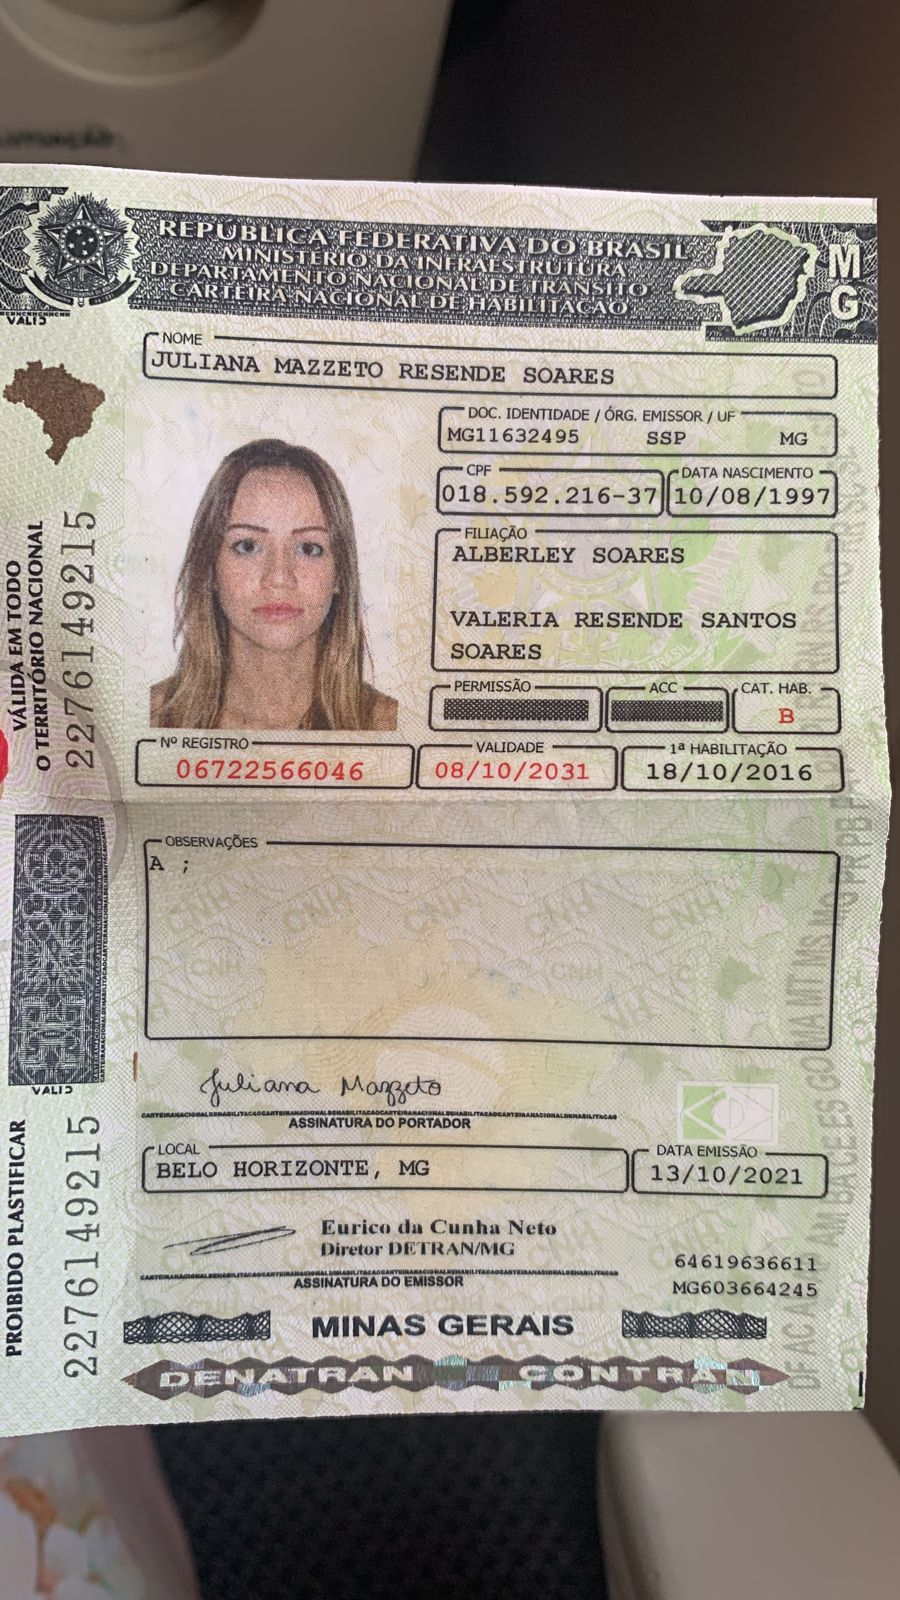 REPÚBLICA FEDERATIVA DO BRASIL
MINISTÉRIO DA INFRAESTRUTURA
DEPARTAMENTO NACIONAL DE TRÂNSITO
CARTEIRA NACIONAL DE HABILITAÇÃO
MG
VALID
NOME
JULIANA MAZZETO RESENDE SOARES
DOC. IDENTIDADE / ÓRG. EMISSOR / UF
MG11632495 SSP MG
CPF
018.592.216-37
DATA NASCIMENTO
10/08/1997
FILIAÇÃO
ALBERLEY SOARES
VALERIA RESENDE SANTOS
SOARES
PERMISSÃO
ACC
CAT. HAB.
B
Nº REGISTRO
06722566046
VALIDADE
08/10/2031
1ª HABILITAÇÃO
18/10/2016
VÁLIDA EM TODO
O TERRITÓRIO NACIONAL
2276149215
OBSERVAÇÕES
A ;
VALID
Juliana Mazzeto
ASSINATURA DO PORTADOR
LOCAL
BELO HORIZONTE, MG
DATA EMISSÃO
13/10/2021
PROIBIDO PLASTIFICAR
2276149215
Eurico da Cunha Neto
Diretor DETRAN/MG
ASSINATURA DO EMISSOR
64619636611
MG603664245
MINAS GERAIS
DENATRAN CONTRAN